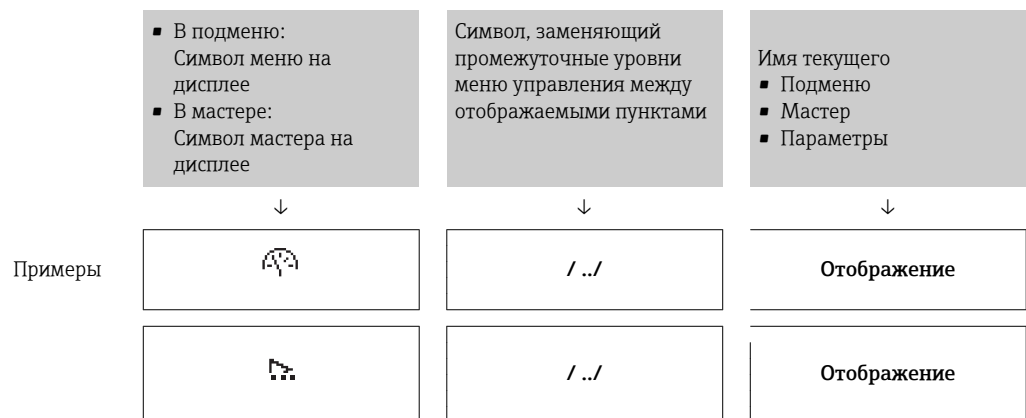 ▪ В подменю:
Символ меню на
дисплее
▪ В мастере:
Символ мастера на
дисплее
Символ, заменяющий
промежуточные уровни
меню управления между
отображаемыми пунктами
Имя текущего
▪ Подменю
▪ Мастер
▪ Параметры
↓ ↓ ↓
Примеры / ../ Отображение
/ ../ Отображение